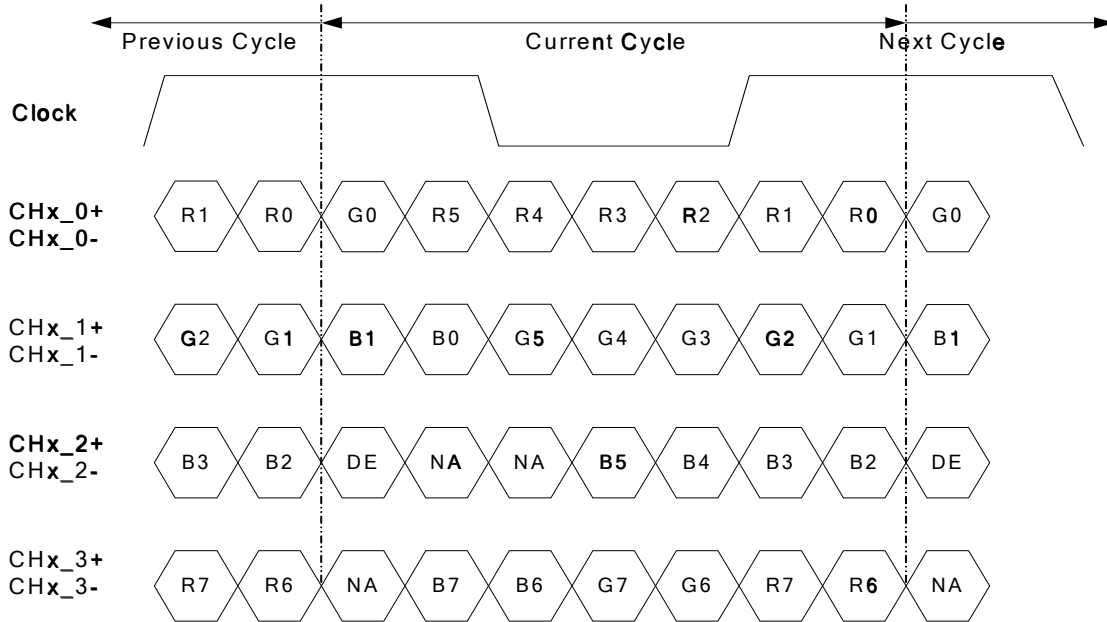 Previous Cycle Current Cycle Next Cycle
Clock
CHx_0+ R1 R0 G0 R5 R4 R3 R2 R1 R0 G0
CHx_0-
CHx_1+ G2 G1 B1 B0 G5 G4 G3 G2 G1 B1
CHx_1-
CHx_2+ B3 B2 DE NA NA B5 B4 B3 B2 DE
CHx_2-
CHx_3+ R7 R6 NA B7 B6 G7 G6 R7 R6 NA
CHx_3-